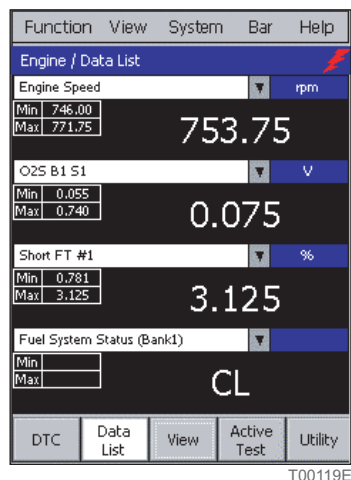 Function View System Bar Help
Engine / Data List
Engine Speed rpm
Min 746.00
Max 771.75
753.75
O2S B1 S1 V
Min 0.055
Max 0.740
0.075
Short FT #1 %
Min 0.781
Max 3.125
3.125
Fuel System Status (Bank1)
Min
Max
CL
DTC Data List View Active Test Utility
T00119E